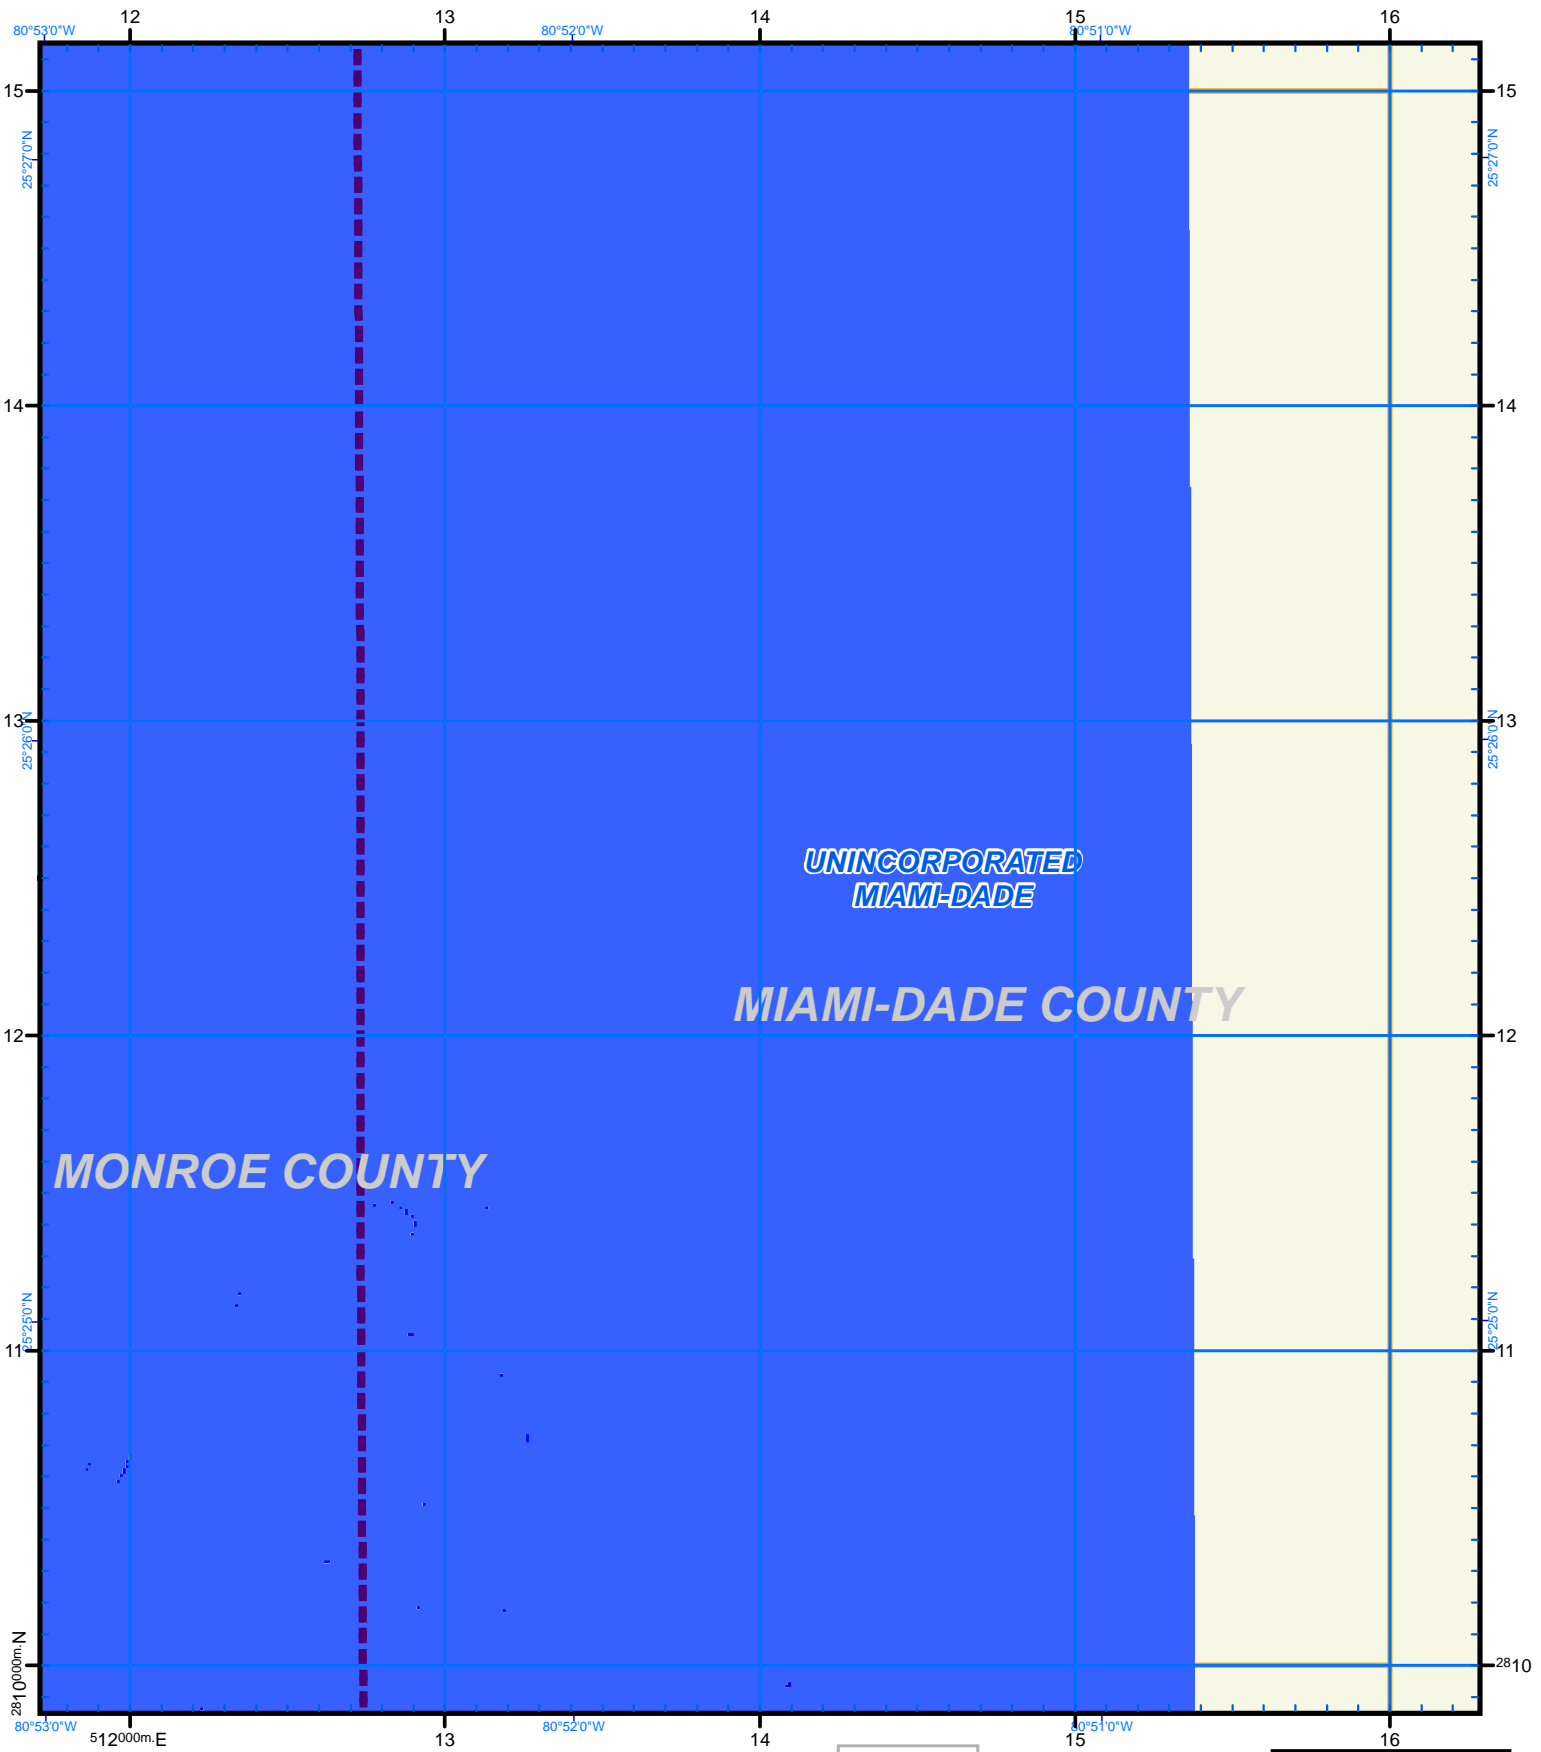 12 13 14 15 16
80°53'0"W 80°52'0"W 80°51'0"W
15 15
25°27'0"N 25°27'0"N
14 14
13 13
25°26'0"N 25°26'0"N
UNINCORPORATED
MIAMI-DADE
MIAMI-DADE COUNTY
12 12
MONROE COUNTY
25°25'0"N 25°25'0"N
11 11
2810000m.N 2810
80°53'0"W 80°52'0"W 80°51'0"W
512000m.E 13 14 15 16